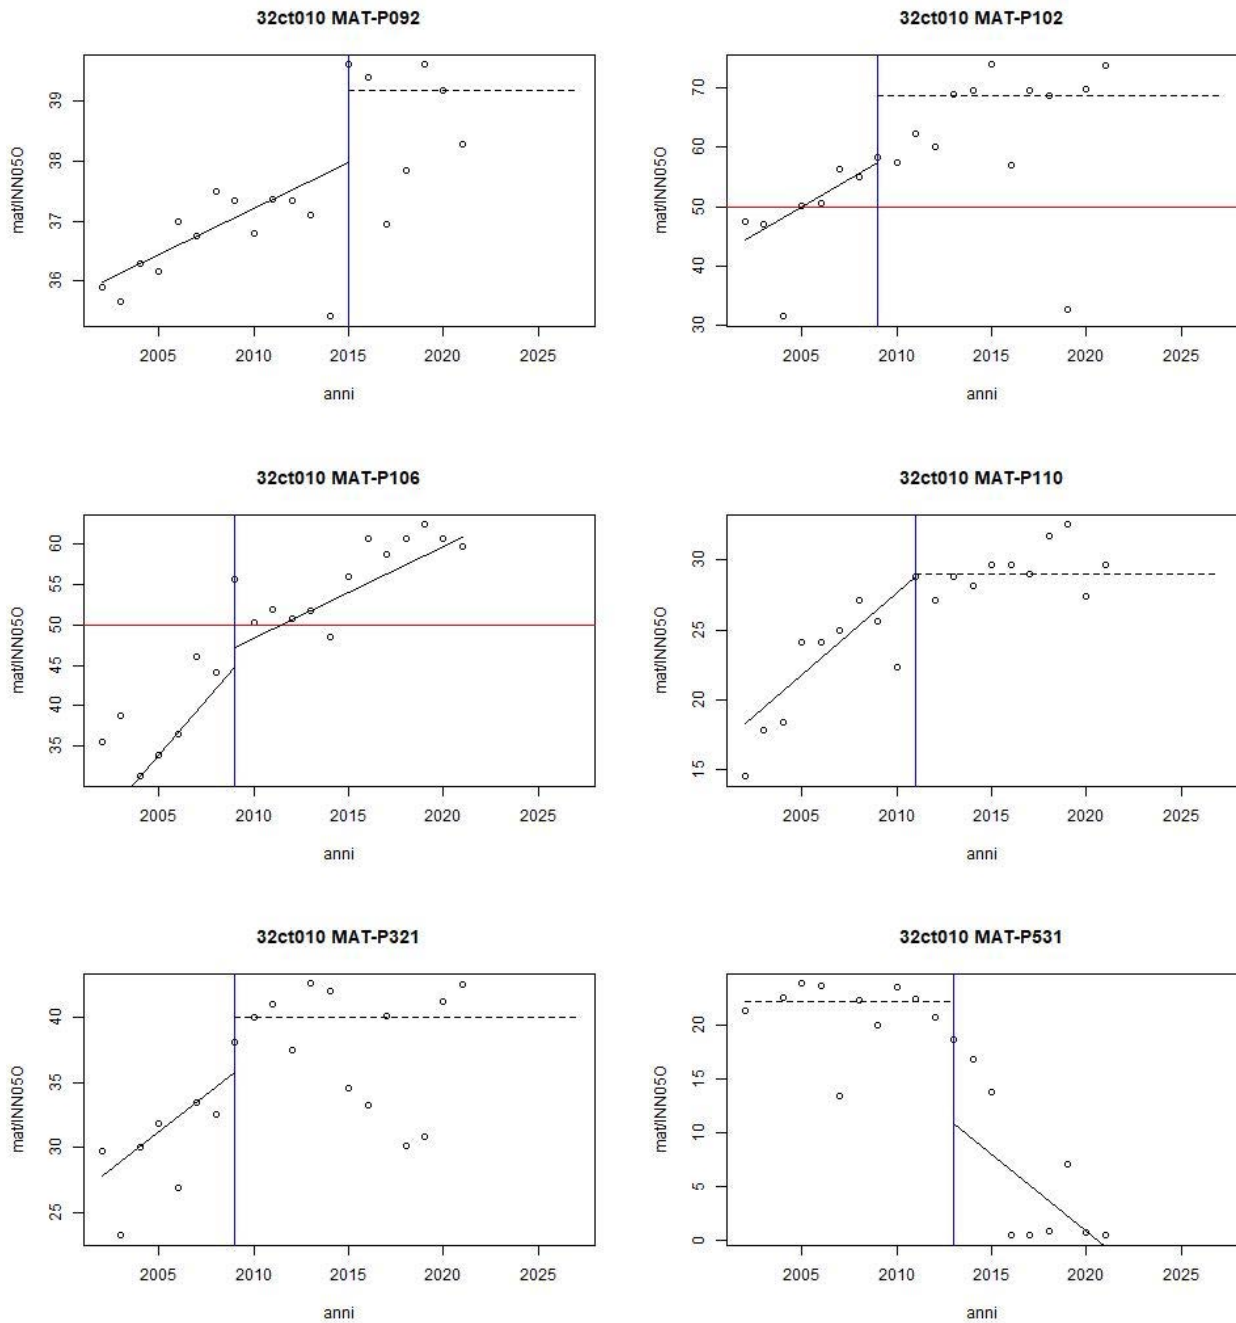 32ct010 MAT-P092
39
38
37
36
mat/INN05O
2005 2010 2015 2020 2025
anni
32ct010 MAT-P102
70
60
50
40
30
mat/INN05O
2005 2010 2015 2020 2025
anni
32ct010 MAT-P106
60
55
50
45
40
35
mat/INN05O
2005 2010 2015 2020 2025
anni
32ct010 MAT-P110
30
25
20
15
mat/INN05O
2005 2010 2015 2020 2025
anni
32ct010 MAT-P321
40
35
30
25
mat/INN05O
2005 2010 2015 2020 2025
anni
32ct010 MAT-P531
20
15
10
5
0
mat/INN05O
2005 2010 2015 2020 2025
anni